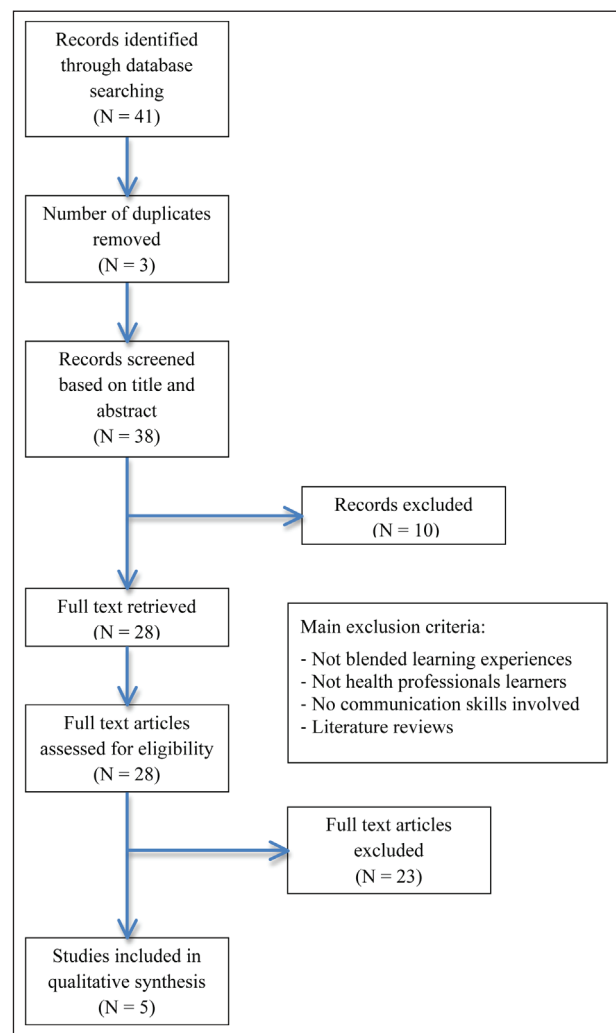 Records identified
through database
searching
(N = 41)
Number of duplicates
removed
(N = 3)
Records screened
based on title and
abstract
(N = 38)
Records excluded
(N = 10)
Full text retrieved
(N = 28)
Main exclusion criteria:
- Not blended learning experiences
- Not health professionals learners
- No communication skills involved
- Literature reviews
Full text articles
assessed for eligibility
(N = 28)
Full text articles
excluded
(N = 23)
Studies included in
qualitative synthesis
(N = 5)